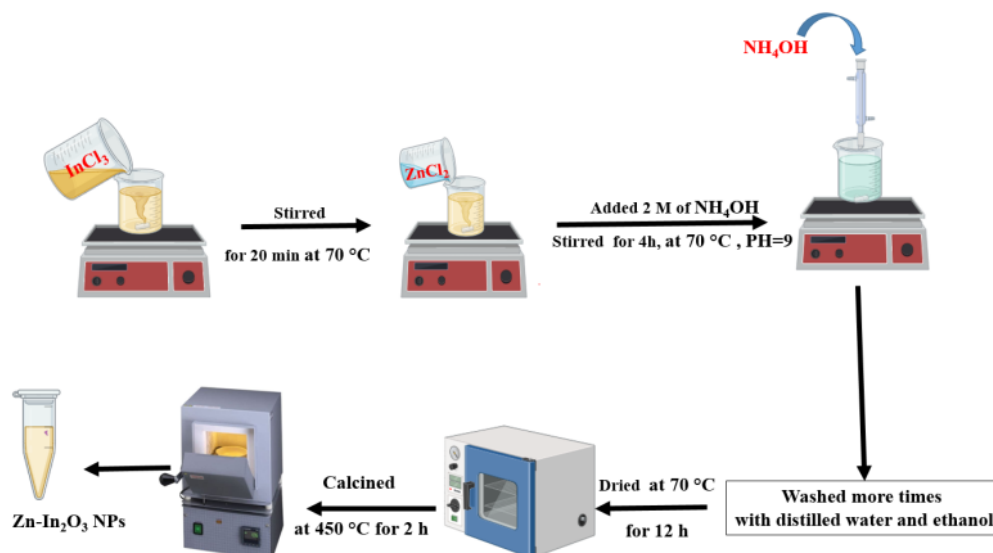 NH₄OH
InCl₃
ZnCl₂
Stirred
for 20 min at 70 °C
Added 2 M of NH₄OH
Stirred for 4h, at 70 °C , PH=9
Washed more times
with distilled water and ethanol
Dried at 70 °C
for 12 h
Calcined
at 450 °C for 2 h
Zn-In₂O₃ NPs